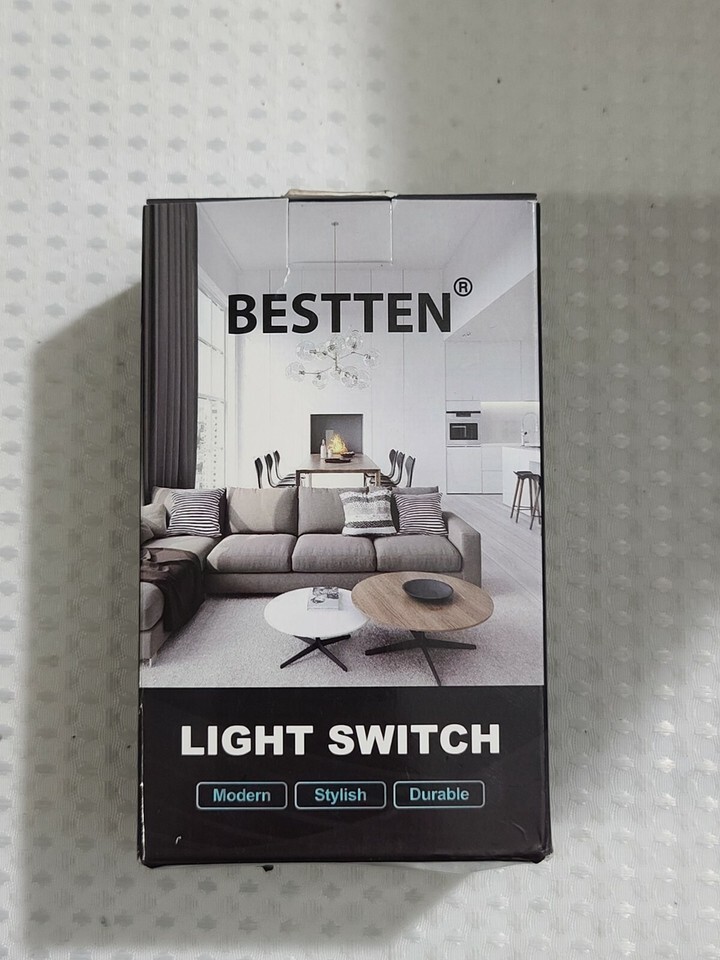 BESTTEN®
LIGHT SWITCH
Modern Stylish Durable